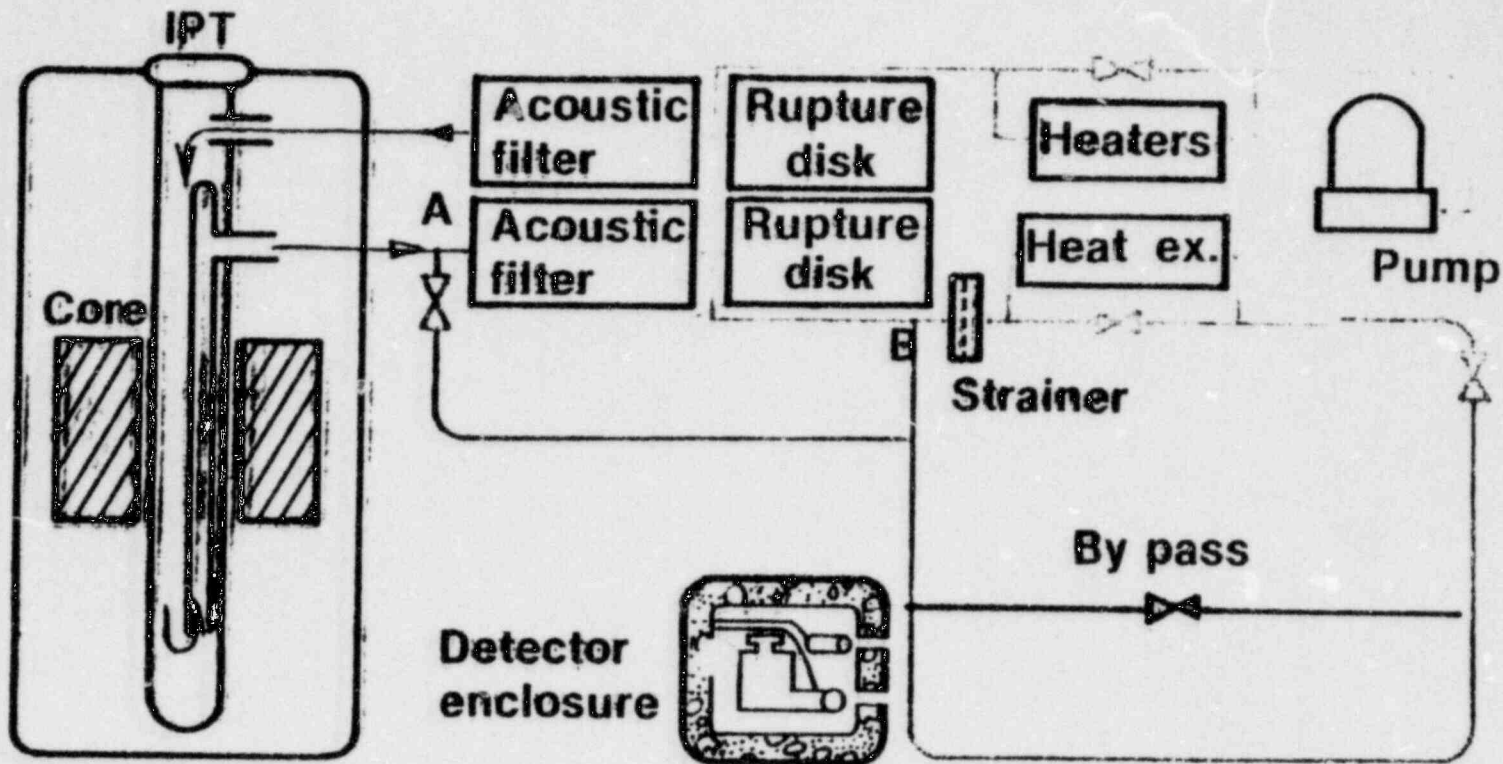 IPT
Acoustic
filter
Rupture
disk
Heaters
A
Acoustic
filter
Rupture
disk
Heat ex.
Pump
Core
B
Strainer
By pass
Detector
enclosure